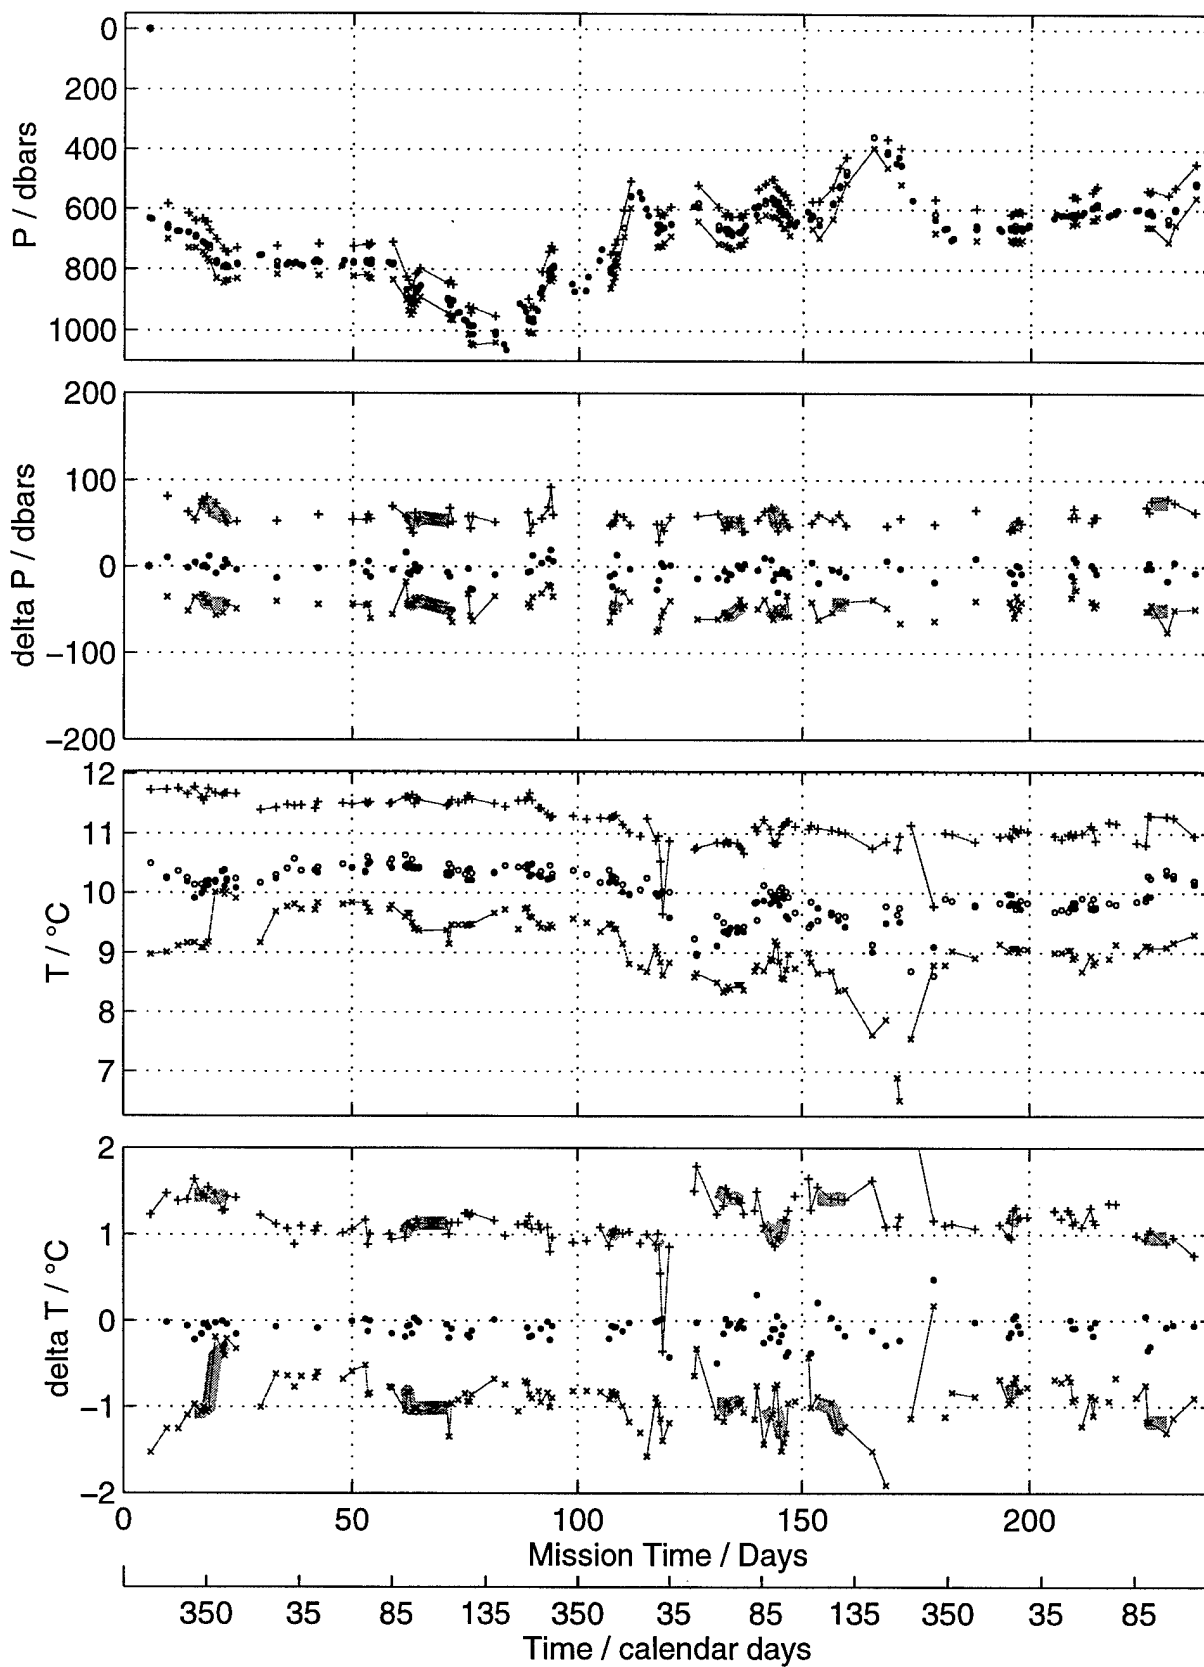 0
200
400
600
800
1000
P / dbars
200
100
0
−100
−200
delta P / dbars
12
11
10
9
8
7
T / °C
2
1
0
−1
−2
delta T / °C
0 50 100 150 200
Mission Time / Days
350 35 85 135 350 35 85 135 350 35 85
Time / calendar days